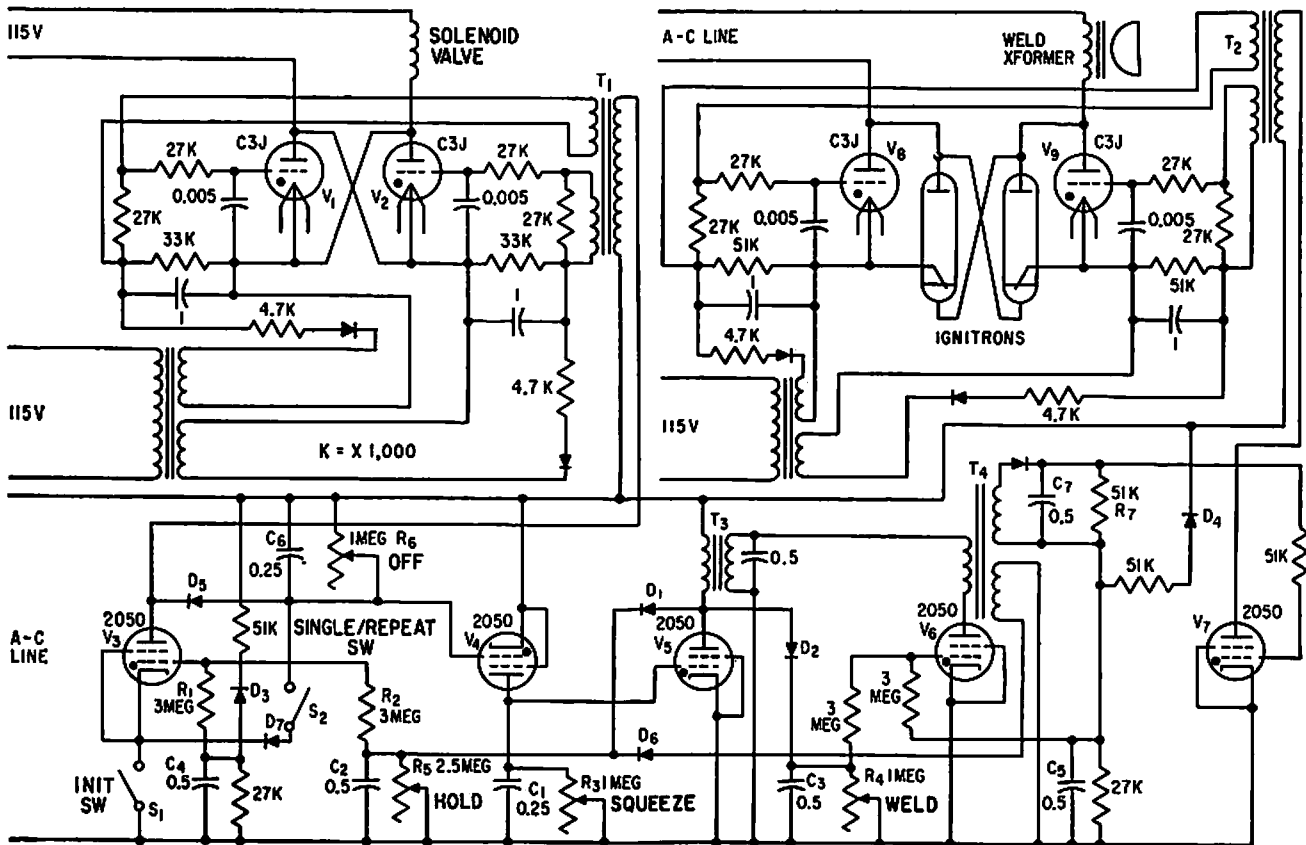 115V
SOLENOID
VALVE
A-C LINE
WELD
XFORMER
T2
T1
C3J
C3J
27K
27K
0.005
V1
V2
0.005
27K
27K
33K
33K
1
1
4.7K
4.7K
115V
K = X 1,000
C3J
V8
V9
C3J
27K
27K
0.005
0.005
27K
27K
51K
51K
1
1
IGNITRONS
4.7K
4.7K
115V
T4
C6
0.25
1MEG R6
OFF
T3
0.5
C7
0.5
51K
R7
D4
51K
51K
D5
D1
A-C
LINE
2050
V3
51K
SINGLE/REPEAT
SW
2050
V4
2050
V5
D2
2050
V6
V7
2050
R1
3MEG
D3
D7
S2
R2
3MEG
D6
3
MEG
3
MEG
INIT
SW
S1
C4
0.5
27K
C2
0.5
R5 2.5MEG
HOLD
C1
0.25
R3 1MEG
SQUEEZE
C3
0.5
R4 1MEG
WELD
C5
0.5
27K